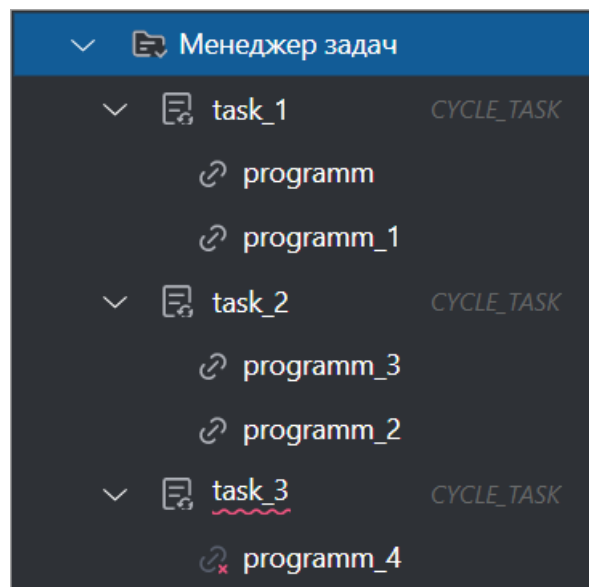 Менеджер задач
task_1 CYCLE_TASK
programm
programm_1
task_2 CYCLE_TASK
programm_3
programm_2
task_3 CYCLE_TASK
programm_4